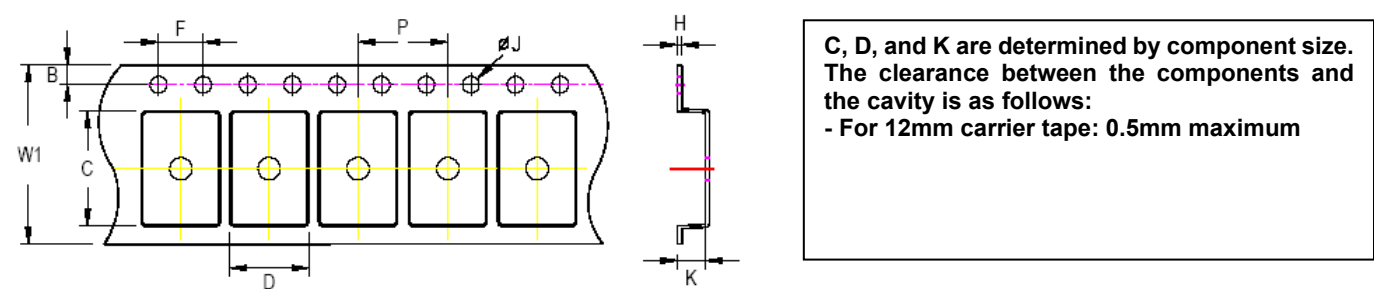 F
P
øJ
H
B
W1
C
D
K
C, D, and K are determined by component size.
The clearance between the components and
the cavity is as follows:
- For 12mm carrier tape: 0.5mm maximum